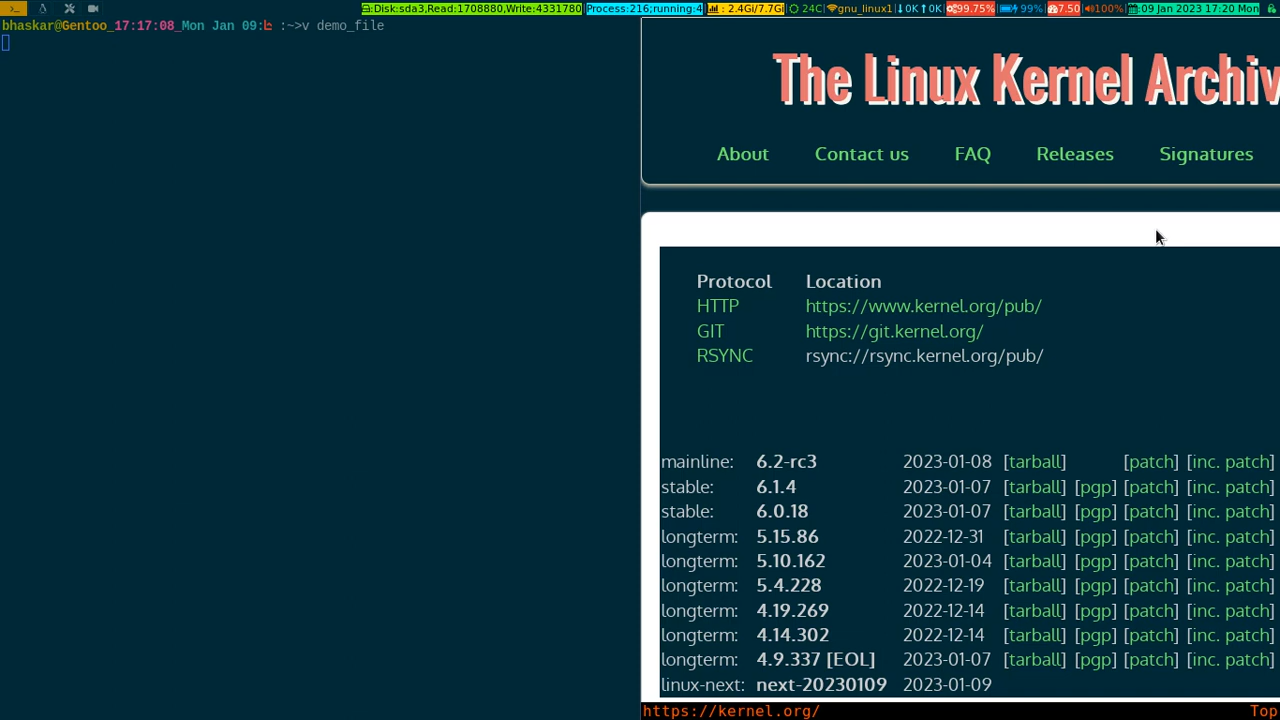 Disk:sda3,Read:1708880,Write:4331780 Process:216;running:4 : 2.4Gi/7.7Gi 24C gnu_linux1 0K 0K 99.75% 99% 7.50 100% :09 Jan 2023 17:20 Mon
bhaskar@Gentoo_17:17:08_Mon Jan 09: :~>v demo_file
The Linux Kernel Archiv
About Contact us FAQ Releases Signatures
Protocol Location
HTTP https://www.kernel.org/pub/
GIT https://git.kernel.org/
RSYNC rsync://rsync.kernel.org/pub/
mainline: 6.2-rc3 2023-01-08 [tarball] [patch] [inc. patch]
stable: 6.1.4 2023-01-07 [tarball] [pgp] [patch] [inc. patch]
stable: 6.0.18 2023-01-07 [tarball] [pgp] [patch] [inc. patch]
longterm: 5.15.86 2022-12-31 [tarball] [pgp] [patch] [inc. patch]
longterm: 5.10.162 2023-01-04 [tarball] [pgp] [patch] [inc. patch]
longterm: 5.4.228 2022-12-19 [tarball] [pgp] [patch] [inc. patch]
longterm: 4.19.269 2022-12-14 [tarball] [pgp] [patch] [inc. patch]
longterm: 4.14.302 2022-12-14 [tarball] [pgp] [patch] [inc. patch]
longterm: 4.9.337 [EOL] 2023-01-07 [tarball] [pgp] [patch] [inc. patch]
linux-next: next-20230109 2023-01-09
https://kernel.org/ Top